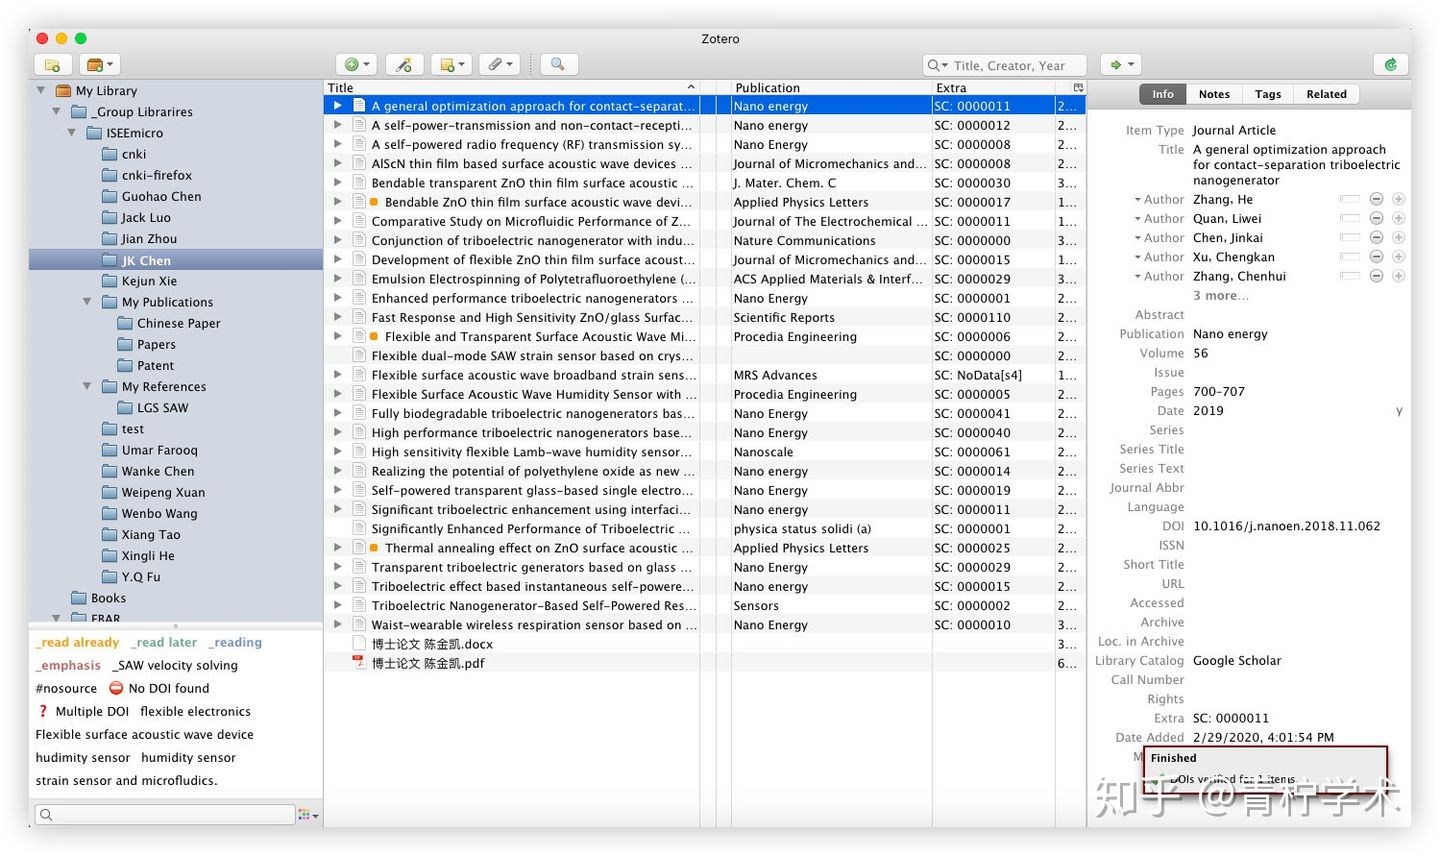 Zotero
Title, Creator, Year
My Library
_Group Librarires
ISEEmicro
cnki
cnki-firefox
Guohao Chen
Jack Luo
Jian Zhou
JK Chen
Kejun Xie
My Publications
Chinese Paper
Papers
Patent
My References
LGS SAW
test
Umar Farooq
Wanke Chen
Weipeng Xuan
Wenbo Wang
Xiang Tao
Xingli He
Y.Q Fu
Books
FBAR
_read already _read later _reading
_emphasis _SAW velocity solving
#nosource No DOI found
Multiple DOI flexible electronics
Flexible surface acoustic wave device
hudimity sensor humidity sensor
strain sensor and microfludics.
Title Publication Extra
A general optimization approach for contact-separat... Nano energy SC: 0000011 2...
A self-power-transmission and non-contact-recepti... Nano energy SC: 0000012 2...
A self-powered radio frequency (RF) transmission sy... Nano Energy SC: 0000008 2...
AlScN thin film based surface acoustic wave devices ... Journal of Micromechanics and... SC: 0000008 2...
Bendable transparent ZnO thin film surface acoustic ... J. Mater. Chem. C SC: 0000030 3...
Bendable ZnO thin film surface acoustic wave devi... Applied Physics Letters SC: 0000017 1...
Comparative Study on Microfluidic Performance of Z... Journal of The Electrochemical ... SC: 0000011 1...
Conjunction of triboelectric nanogenerator with indu... Nature Communications SC: 0000000 3...
Development of flexible ZnO thin film surface acoust... Journal of Micromechanics and... SC: 0000015 1...
Emulsion Electrospinning of Polytetrafluoroethylene (... ACS Applied Materials & Interf... SC: 0000029 3...
Enhanced performance triboelectric nanogenerators ... Nano Energy SC: 0000001 2...
Fast Response and High Sensitivity ZnO/glass Surfac... Scientific Reports SC: 0000110 2...
Flexible and Transparent Surface Acoustic Wave Mi... Procedia Engineering SC: 0000006 2...
Flexible dual-mode SAW strain sensor based on crys... SC: 0000000 2...
Flexible surface acoustic wave broadband strain sens... MRS Advances SC: NoData[s4] 1...
Flexible Surface Acoustic Wave Humidity Sensor with ... Procedia Engineering SC: 0000005 2...
Fully biodegradable triboelectric nanogenerators bas... Nano Energy SC: 0000041 2...
High performance triboelectric nanogenerators base... Nano Energy SC: 0000040 2...
High sensitivity flexible Lamb-wave humidity sensor... Nanoscale SC: 0000061 2...
Realizing the potential of polyethylene oxide as new ... Nano energy SC: 0000014 2...
Self-powered transparent glass-based single electro... Nano Energy SC: 0000019 2...
Significant triboelectric enhancement using interfaci... Nano Energy SC: 0000011 2...
Significantly Enhanced Performance of Triboelectric ... physica status solidi (a) SC: 0000001 2...
Thermal annealing effect on ZnO surface acoustic ... Applied Physics Letters SC: 0000025 2...
Transparent triboelectric generators based on glass ... Nano energy SC: 0000029 2...
Triboelectric effect based instantaneous self-powere... Nano energy SC: 0000015 2...
Triboelectric Nanogenerator-Based Self-Powered Res... Sensors SC: 0000002 2...
Waist-wearable wireless respiration sensor based on ... Nano Energy SC: 0000010 3...
博士论文 陈金凯.docx 3...
博士论文 陈金凯.pdf 6...
Info Notes Tags Related
Item Type Journal Article
Title A general optimization approach
for contact-separation triboelectric
nanogenerator
Author Zhang, He
Author Quan, Liwei
Author Chen, Jinkai
Author Xu, Chengkan
Author Zhang, Chenhui
3 more...
Abstract
Publication Nano energy
Volume 56
Issue
Pages 700-707
Date 2019 y
Series
Series Title
Series Text
Journal Abbr
Language
DOI 10.1016/j.nanoen.2018.11.062
ISSN
Short Title
URL
Accessed
Archive
Loc. in Archive
Library Catalog Google Scholar
Call Number
Rights
Extra SC: 0000011
Date Added 2/29/2020, 4:01:54 PM
Finished
DOIs verified for 1 items.
知乎 @青柠学术